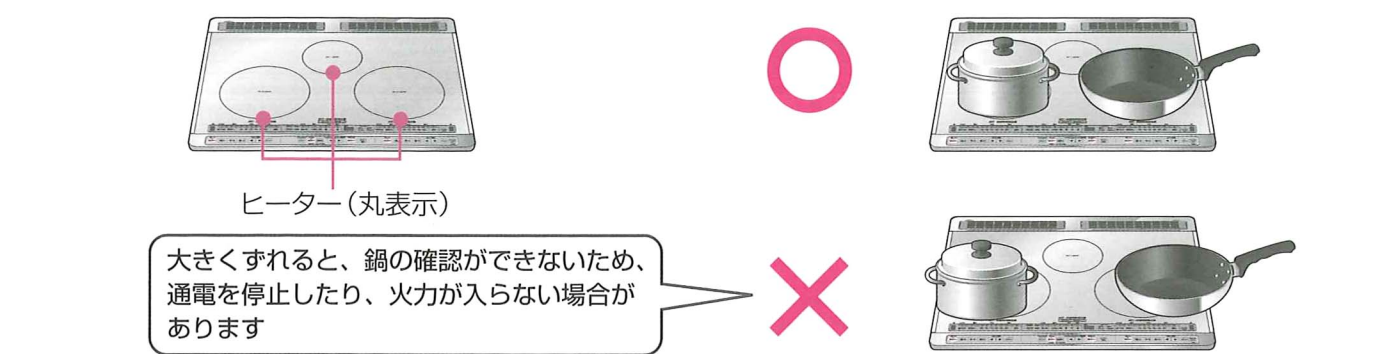 ヒーター（丸表示）
大きくずれると、鍋の確認ができないため、
通電を停止したり、火力が入らない場合が
あります